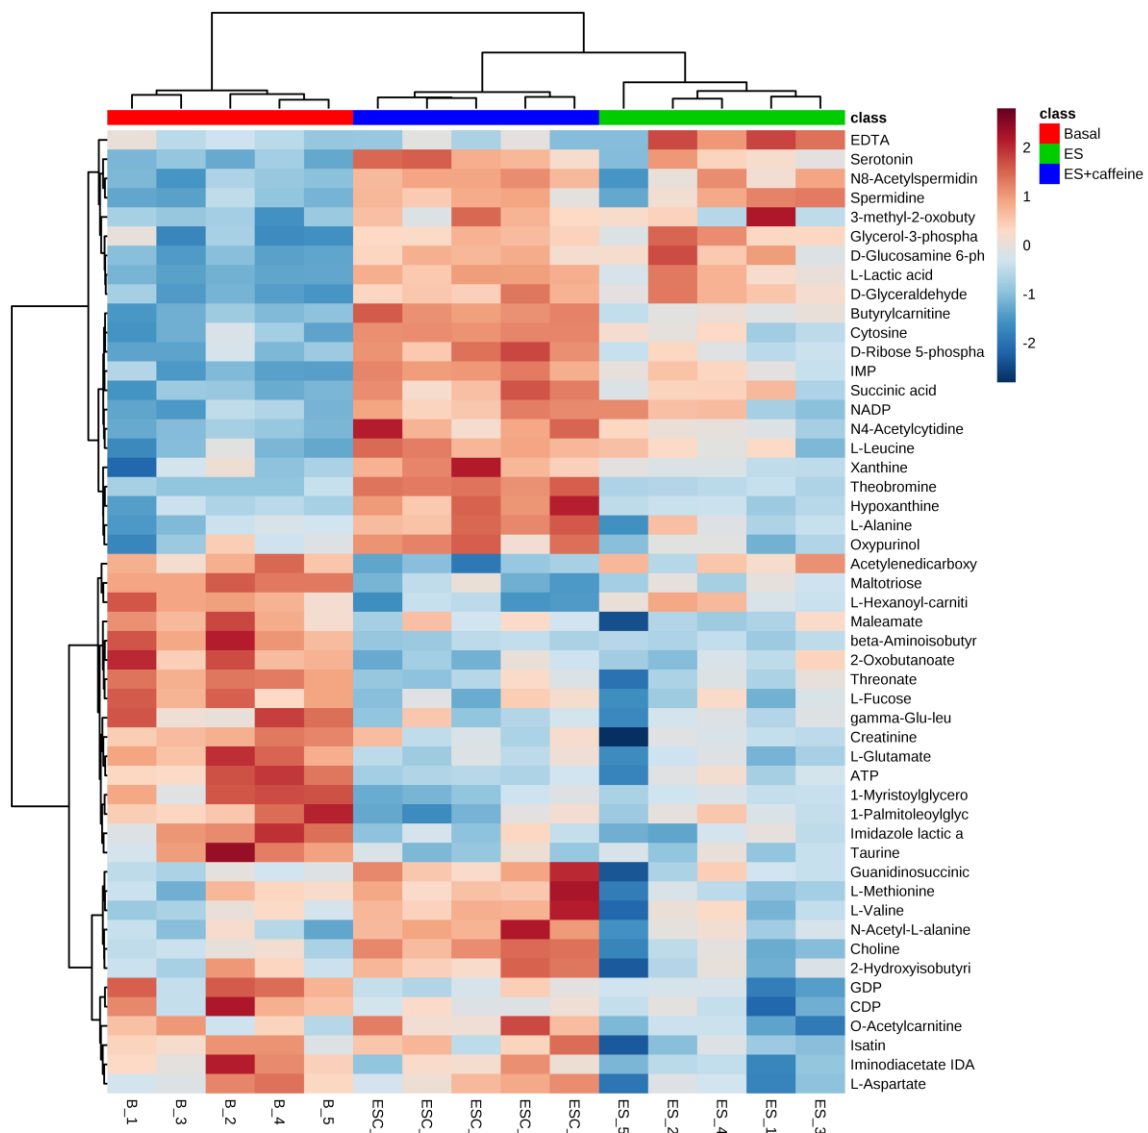 class
EDTA
Serotonin
N8-Acetylspermidin
Spermidine
3-methyl-2-oxobuty
Glycerol-3-phospha
D-Glucosamine 6-ph
L-Lactic acid
D-Glyceraldehyde
Butyrylcarnitine
Cytosine
D-Ribose 5-phospha
IMP
Succinic acid
NADP
N4-Acetylcytidine
L-Leucine
Xanthine
Theobromine
Hypoxanthine
L-Alanine
Oxypurinol
Acetylenedicarboxy
Maltotriose
L-Hexanoyl-carniti
Maleamate
beta-Aminoisobutyr
2-Oxobutanoate
Threonate
L-Fucose
gamma-Glu-leu
Creatinine
L-Glutamate
ATP
1-Myristoylglycero
1-Palmitoleoylglyc
Imidazole lactic a
Taurine
Guanidinosuccinic
L-Methionine
L-Valine
N-Acetyl-L-alanine
Choline
2-Hydroxyisobutyri
GDP
CDP
O-Acetylcarnitine
Isatin
Iminodiacetate IDA
L-Aspartate
2
1
0
-1
-2
class
Basal
ES
ES+caffeine
B_1
B_3
B_2
B_4
B_5
ESC_
ESC_
ESC_
ESC_
ESC_
ES_5
ES_2
ES_4
ES_1
ES_3